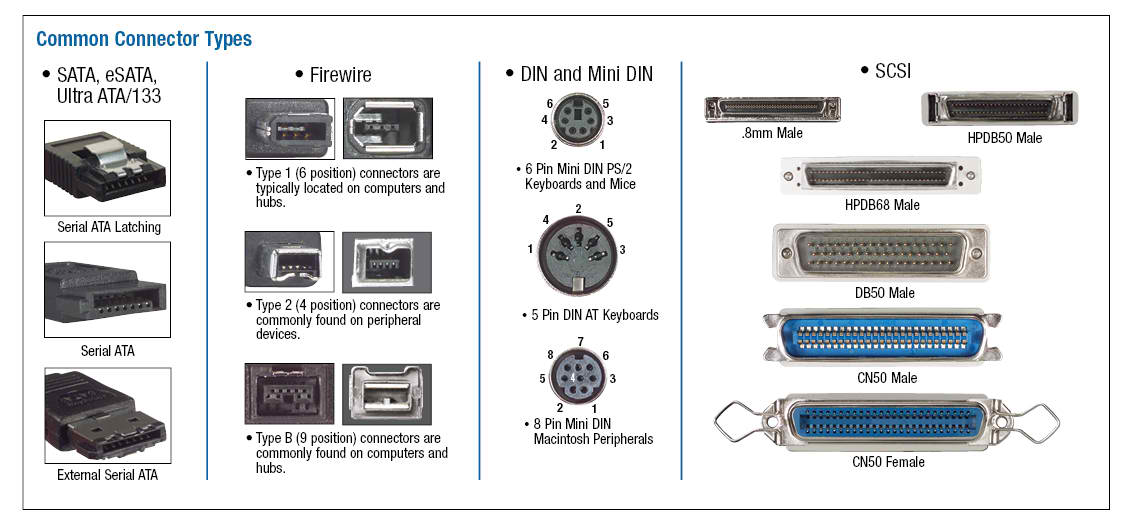 Common Connector Types
• SATA, eSATA,
Ultra ATA/133
Serial ATA Latching
Serial ATA
External Serial ATA
• Firewire
• Type 1 (6 position) connectors are
typically located on computers and
hubs.
• Type 2 (4 position) connectors are
commonly found on peripheral
devices.
• Type B (9 position) connectors are
commonly found on computers and
hubs.
• DIN and Mini DIN
6 5
4 3
2 1
• 6 Pin Mini DIN PS/2
Keyboards and Mice
2
4 5
1 3
• 5 Pin DIN AT Keyboards
7
8 6
5 4 3
2 1
• 8 Pin Mini DIN
Macintosh Peripherals
• SCSI
.8mm Male
HPDB50 Male
HPDB68 Male
DB50 Male
CN50 Male
CN50 Female